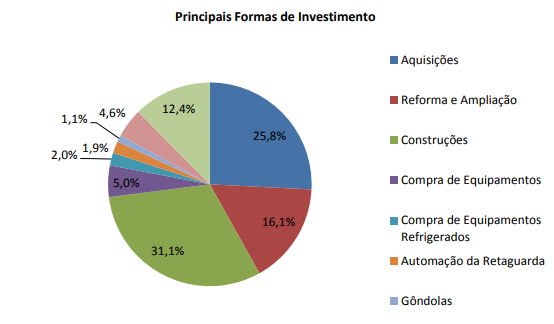 Principais Formas de Investimento
12,4%
4,6%
1,1%
1,9%
2,0%
5,0%
25,8%
16,1%
31,1%
Aquisições
Reforma e Ampliação
Construções
Compra de Equipamentos
Compra de Equipamentos
Refrigerados
Automação da Retaguarda
Gôndolas